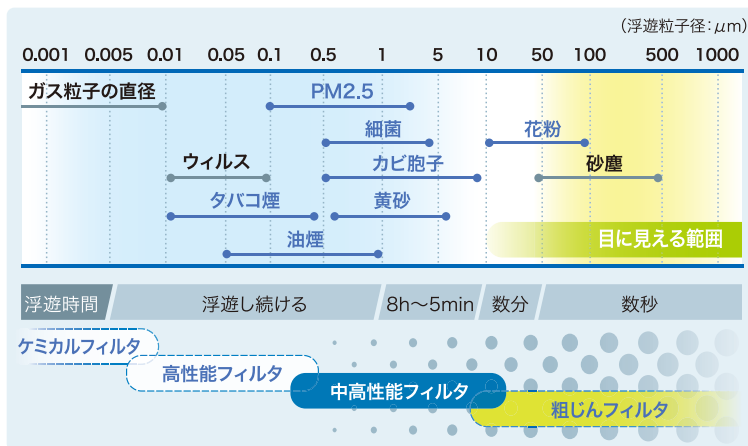 (浮遊粒子径:μm)
0.001 0.005 0.01 0.05 0.1 0.5 1 5 10 50 100 500 1000
ガス粒子の直径 PM2.5
細菌 花粉
ウィルス カビ胞子 砂塵
タバコ煙 黄砂
油煙 目に見える範囲
浮遊時間 浮遊し続ける 8h〜5min 数分 数秒
ケミカルフィルタ
高性能フィルタ
中高性能フィルタ
粗じんフィルタ